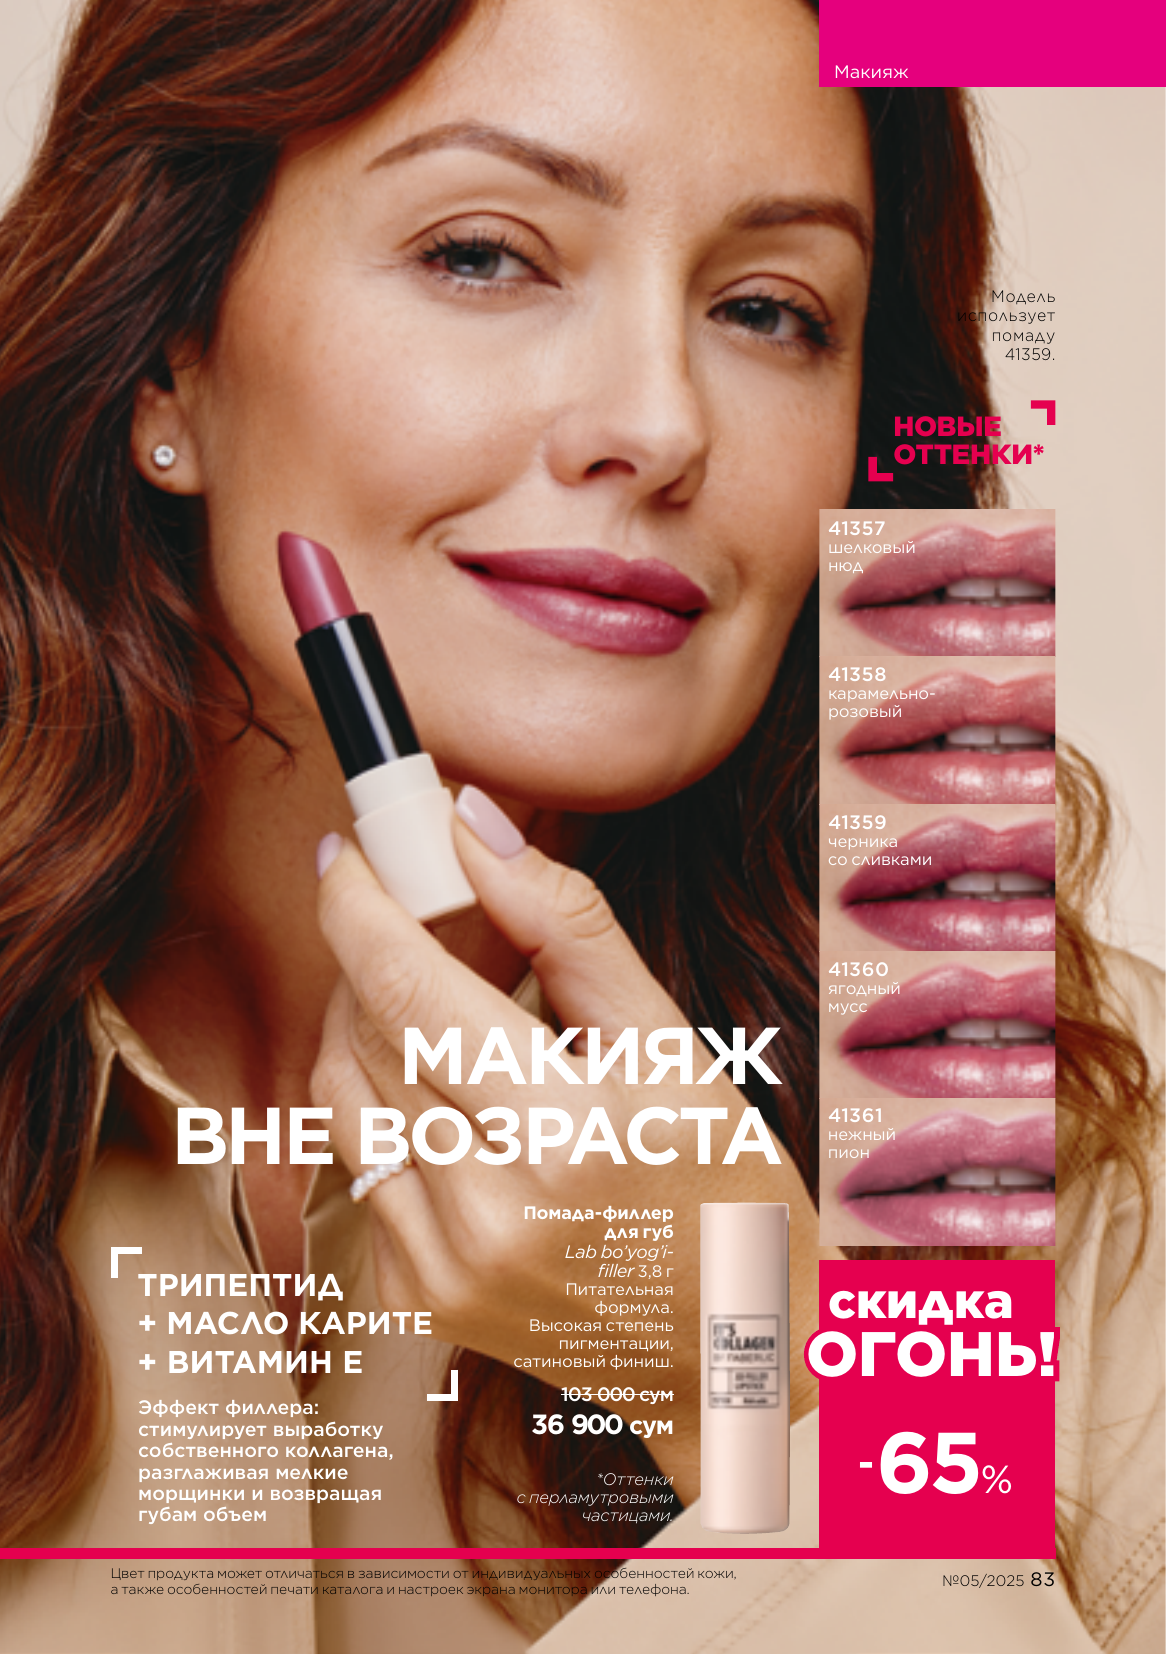 Макияж
Модель
использует
помаду
41359.
НОВЫЕ
ОТТЕНКИ*
41357
шелковый
нюд
41358
карамельно-
розовый
41359
черника
со сливками
41360
ягодный
мусс
41361
нежный
пион
МАКИЯЖ
ВНЕ ВОЗРАСТА
ТРИПЕПТИД
+ МАСЛО КАРИТЕ
+ ВИТАМИН Е
Эффект филлера:
стимулирует выработку
собственного коллагена,
разглаживая мелкие
морщинки и возвращая
губам объем
Помада-филлер
для губ
Lab bo’yog’i-
filler 3,8 г
Питательная
формула.
Высокая степень
пигментации,
сатиновый финиш.
103 000 сум
36 900 сум
*Оттенки
с перламутровыми
частицами.
IT'S
COLLAGEN
BY FABERLIC
скидка
ОГОНЬ!
-65%
Цвет продукта может отличаться в зависимости от индивидуальных особенностей кожи,
а также особенностей печати каталога и настроек экрана монитора или телефона.
№05/2025 83